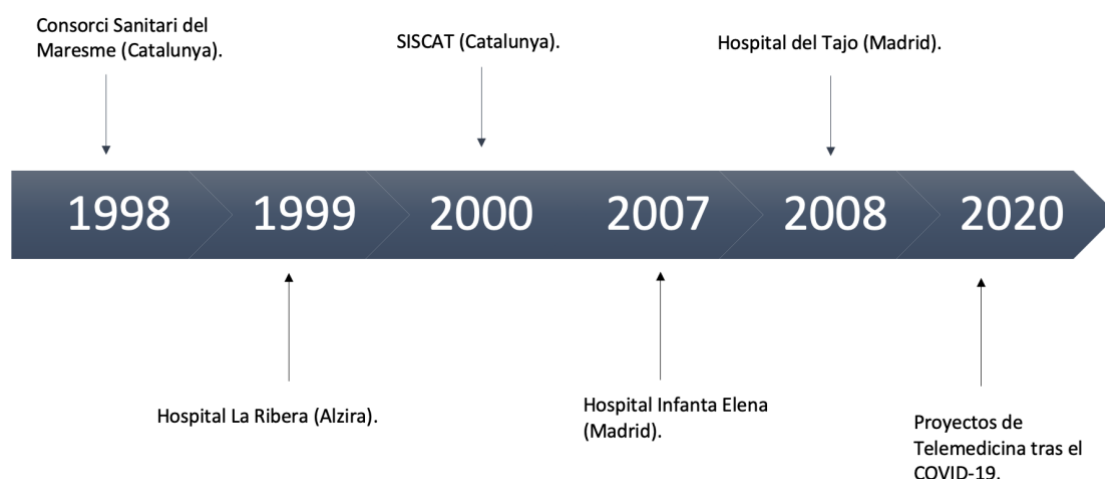 Consorci Sanitari del
Maresme (Catalunya).
SISCAT (Catalunya).
Hospital del Tajo (Madrid).
1998 1999 2000 2007 2008 2020
Hospital La Ribera (Alzira).
Hospital Infanta Elena
(Madrid).
Proyectos de
Telemedicina tras el
COVID-19.